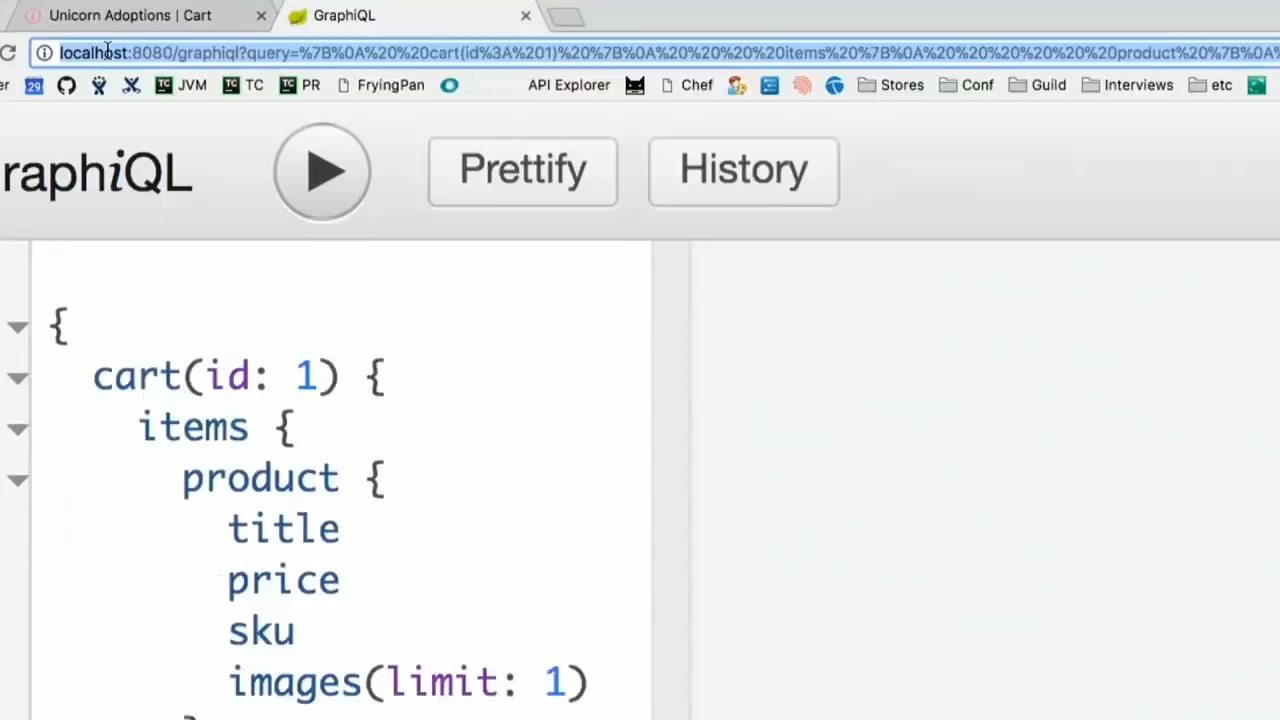 Unicorn Adoptions | Cart
GraphiQL
localhost:8080/graphiql?query=%7B%0A%20%20cart(id%3A%201)%20%7B%0A%20%20%20%20items%20%7B%0A%20%20%20%20%20%20product%20%7B%0A%
er 29 JVM TC PR FryingPan API Explorer Chef Stores Conf Guild Interviews etc
raphiQL
Prettify
History
{
cart(id: 1) {
items {
product {
title
price
sku
images(limit: 1)
}